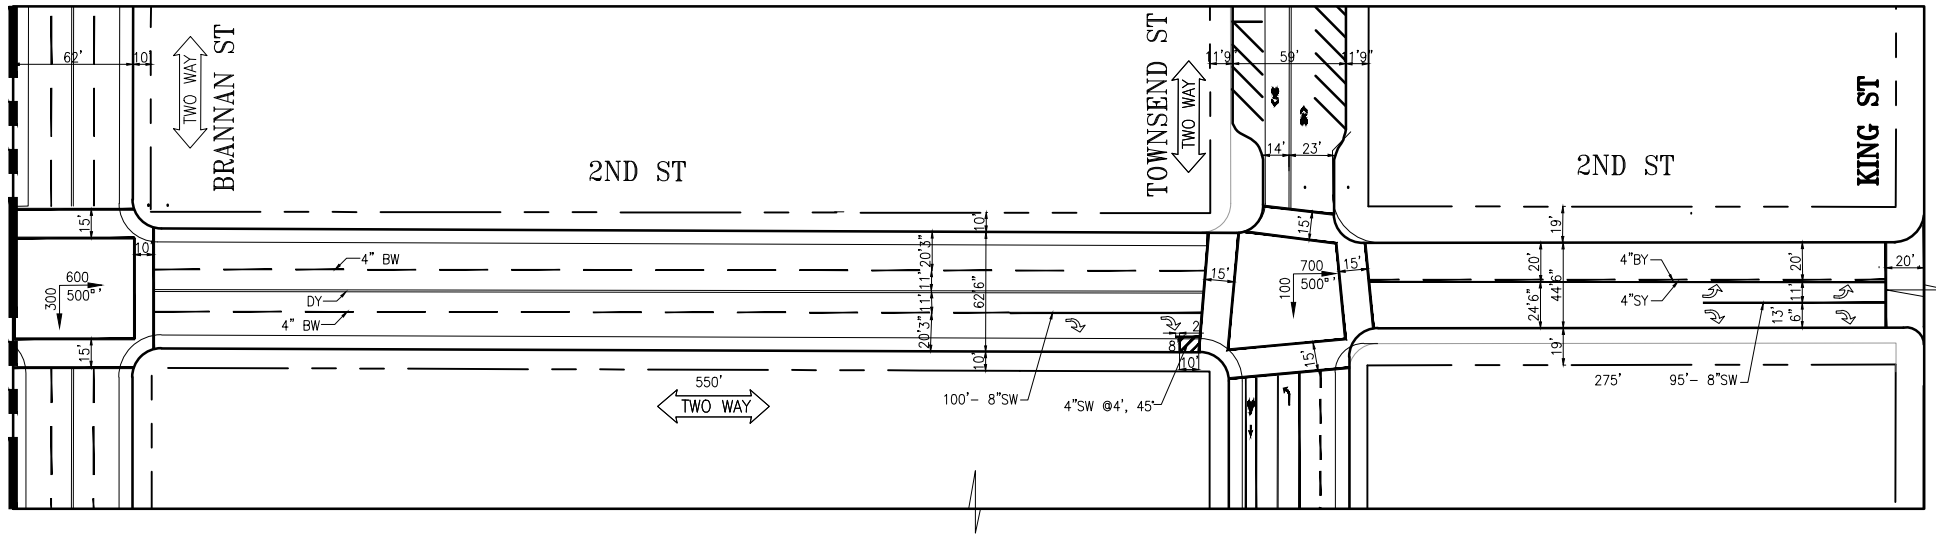 62'
10'
TWO WAY
BRANNAN ST
15'
10'
600
500°'
300
15'
4" BW
DY
4" BW
2ND ST
550'
TWO WAY
10'
20'3"
11'
11'
20'3"
62'6"
10'
100'- 8"SW
4"SW @4', 45°
2
8
10'
TOWNSEND ST
TWO WAY
11'9"
59'
11'9"
14'
23'
15'
15'
15'
700
500°'
100
15'
2ND ST
19'
20'
44'6"
24'6"
19'
4"BY
4"SY
20'
11'
13'
6"
275'
95'- 8"SW
KING ST
20'